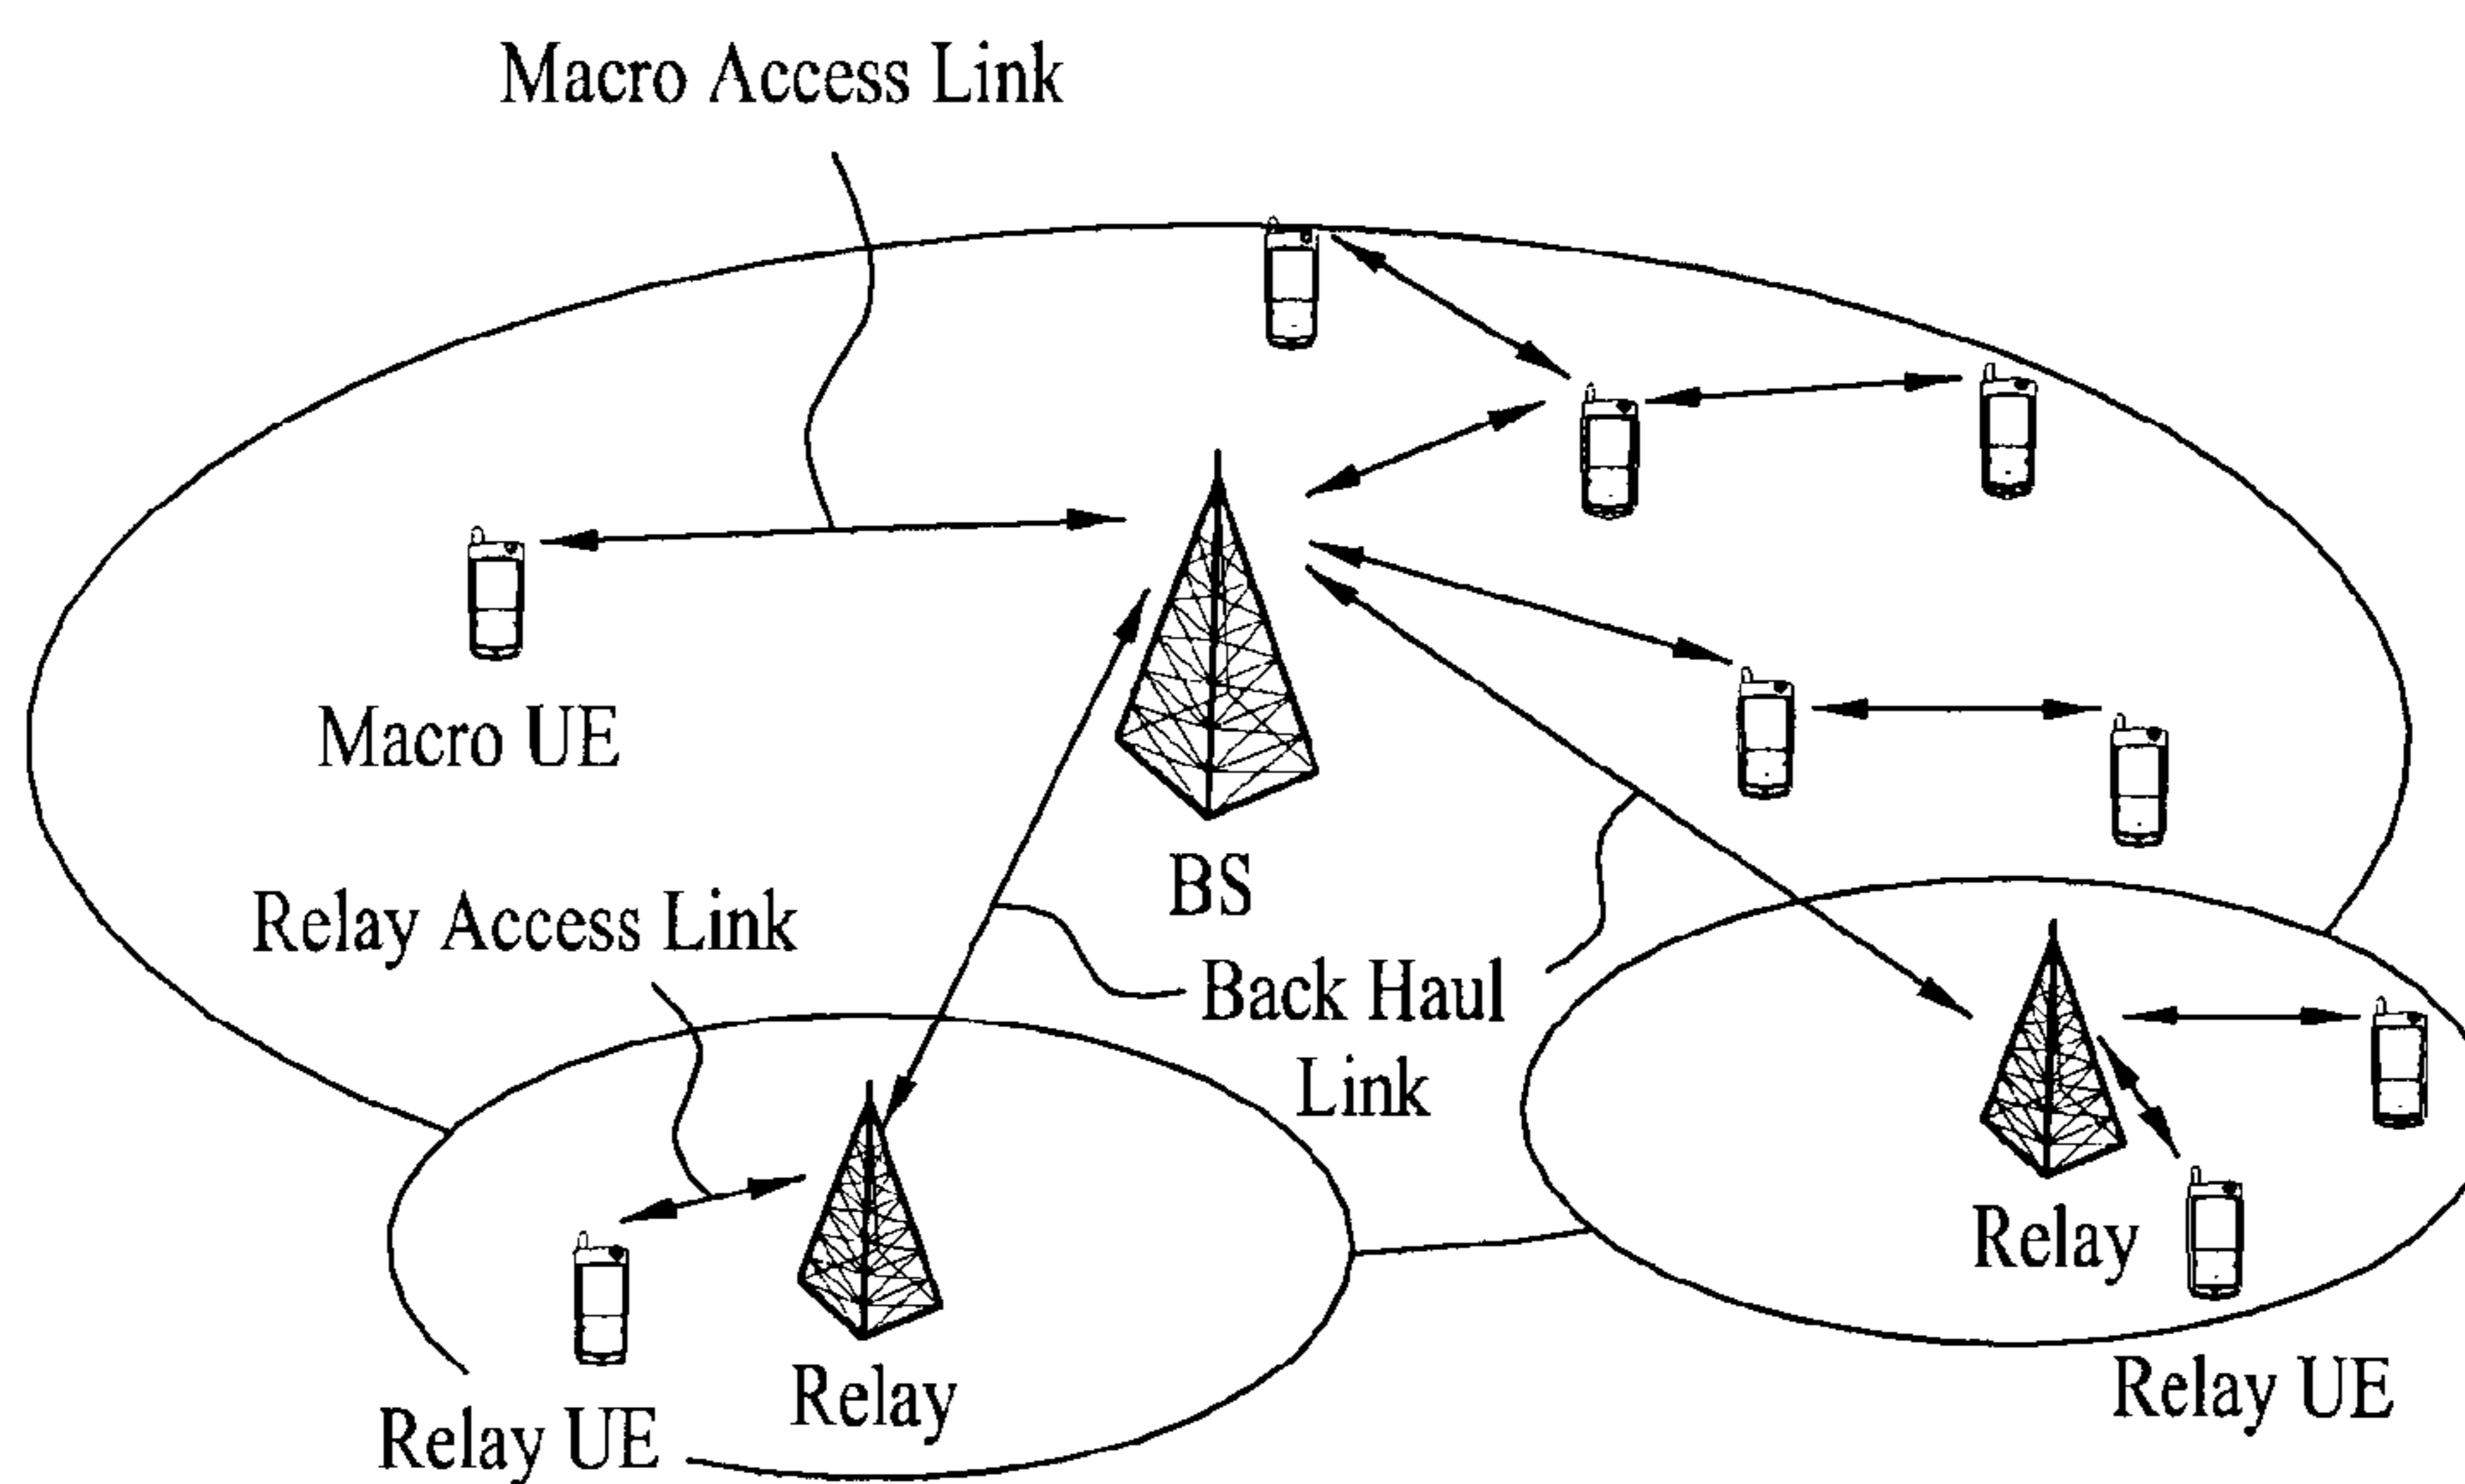 Macro Access Link
Macro UE
BS
Relay Access Link
Back Haul
Link
Relay
Relay UE
Relay
Relay UE